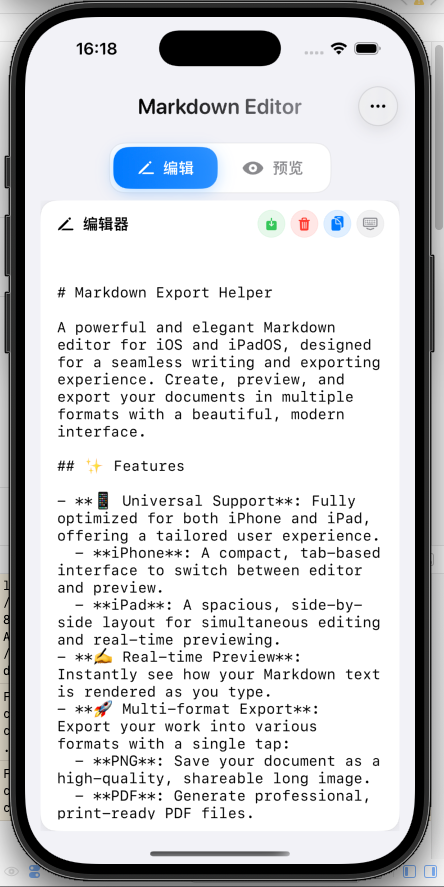 16:18
Markdown Editor
编辑
预览
编辑器
# Markdown Export Helper
A powerful and elegant Markdown
editor for iOS and iPadOS, designed
for a seamless writing and exporting
experience. Create, preview, and
export your documents in multiple
formats with a beautiful, modern
interface.
## ✨ Features
- **📱 Universal Support**: Fully
optimized for both iPhone and iPad,
offering a tailored user experience.
  - **iPhone**: A compact, tab-based
interface to switch between editor
and preview.
  - **iPad**: A spacious, side-by-
side layout for simultaneous editing
and real-time previewing.
- **✍️ Real-time Preview**:
Instantly see how your Markdown text
is rendered as you type.
- **🚀 Multi-format Export**:
Export your work into various
formats with a single tap:
  - **PNG**: Save your document as a
high-quality, shareable long image.
  - **PDF**: Generate professional,
print-ready PDF files.